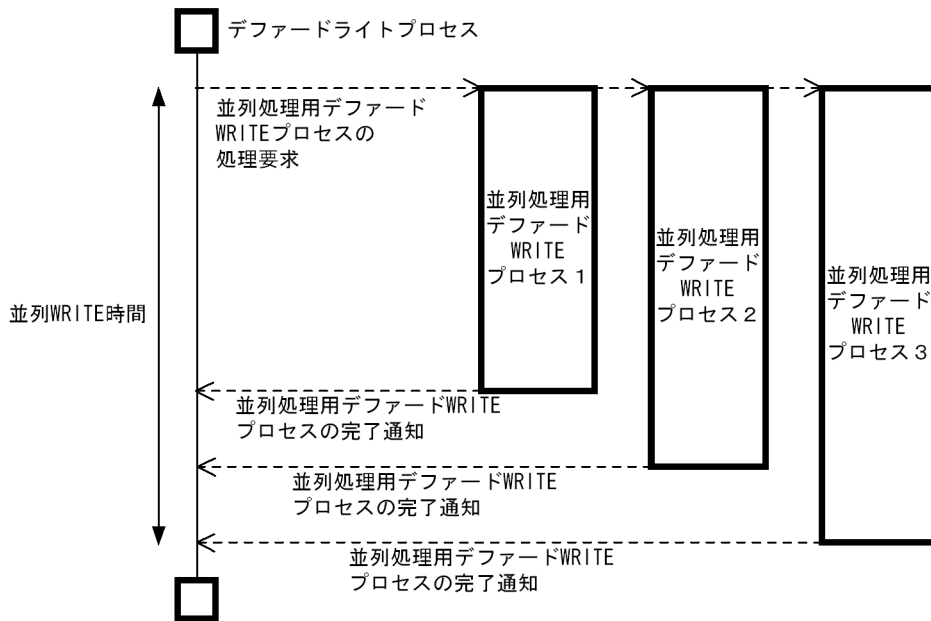 デファードライトプロセス
並列処理用デファード
WRITEプロセスの
処理要求
並列処理用
デファード
WRITE
プロセス１
並列処理用
デファード
WRITE
プロセス２
並列処理用
デファード
WRITE
プロセス３
並列WRITE時間
並列処理用デファードWRITE
プロセスの完了通知
並列処理用デファードWRITE
プロセスの完了通知
並列処理用デファードWRITE
プロセスの完了通知